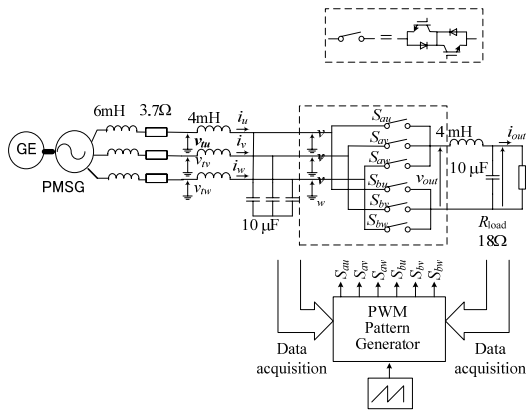 6mH
3.7Ω
4mH
i_u
i_v
i_w
GE
PMSG
v_tu
v_tv
v_tw
10 μF
v
v
v
w
S_au
S_av
S_aw
S_bu
S_bv
S_bw
v_out
4 mH
10 μF
i_out
R_load
18Ω
S_au
S_av
S_aw
S_bu
S_bv
S_bw
PWM
Pattern
Generator
Data
acquisition
Data
acquisition